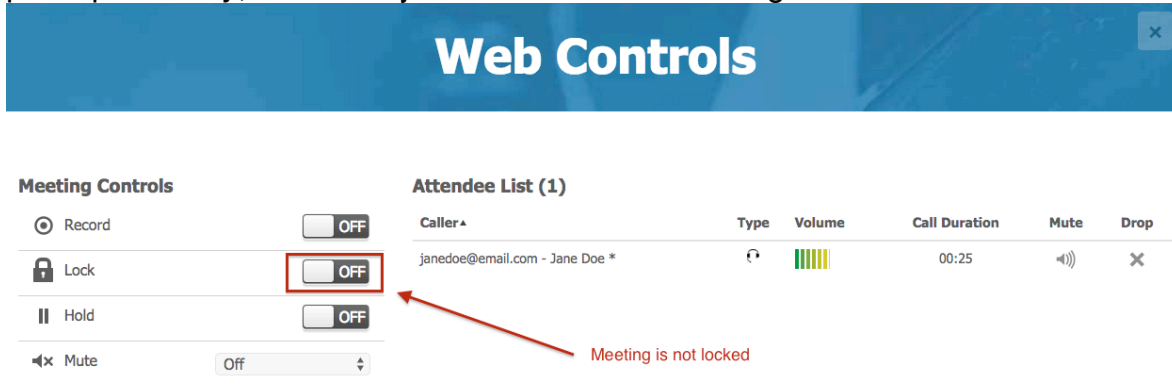 Web Controls
×
Meeting Controls
Record OFF
Lock OFF
Hold OFF
Mute Off
Attendee List (1)
Caller▲ Type Volume Call Duration Mute Drop
janedoe@email.com - Jane Doe * 00:25
Meeting is not locked